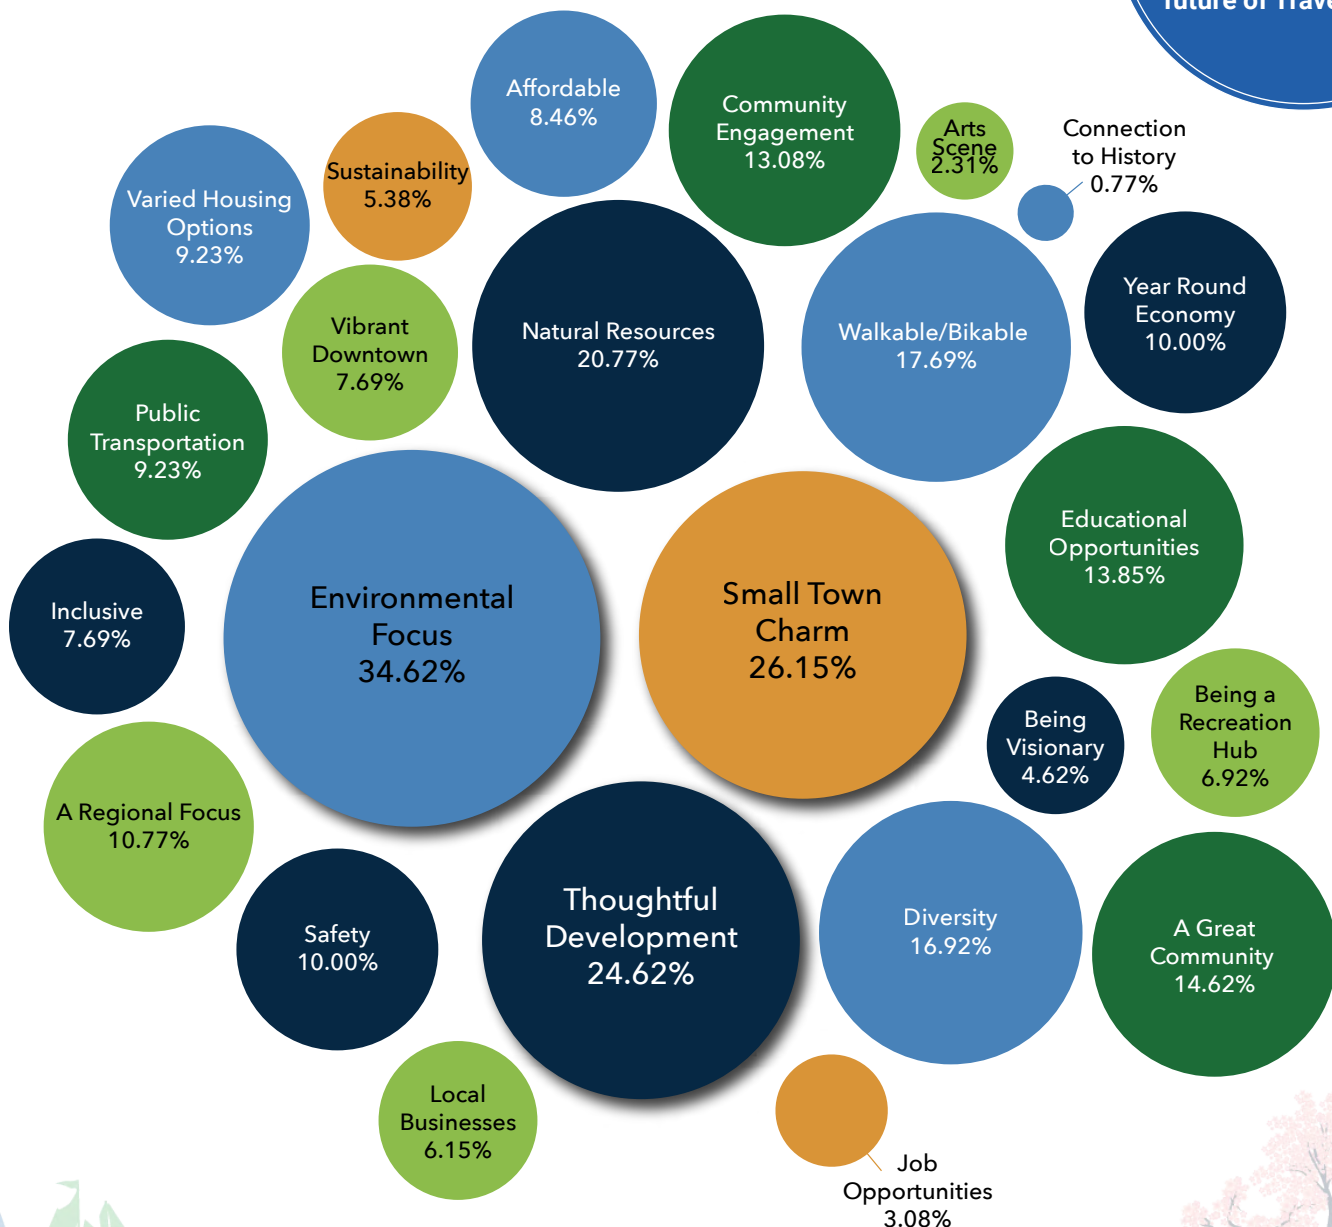 future of Trave
Affordable
8.46%
Community
Engagement
13.08%
Arts
Scene
2.31%
Connection
to History
0.77%
Sustainability
5.38%
Varied Housing
Options
9.23%
Year Round
Economy
10.00%
Vibrant
Downtown
7.69%
Natural Resources
20.77%
Walkable/Bikable
17.69%
Public
Transportation
9.23%
Educational
Opportunities
13.85%
Environmental
Focus
34.62%
Small Town
Charm
26.15%
Inclusive
7.69%
Being a
Recreation
Hub
6.92%
Being
Visionary
4.62%
A Regional Focus
10.77%
Thoughtful
Development
24.62%
Diversity
16.92%
A Great
Community
14.62%
Safety
10.00%
Local
Businesses
6.15%
Job
Opportunities
3.08%